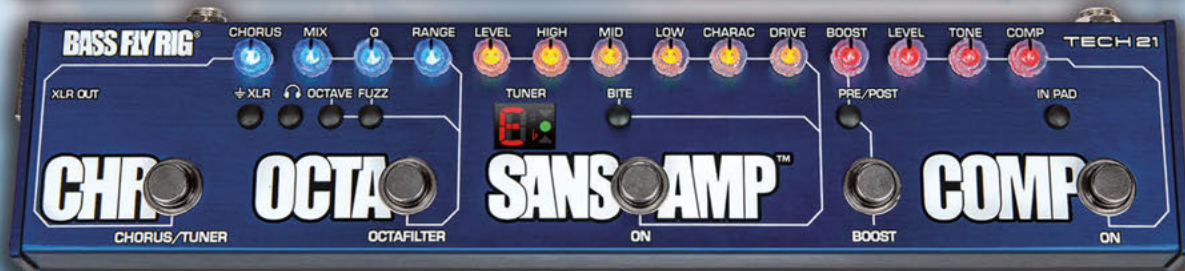 BASS FLY RIG®
CHORUS MIX Q RANGE LEVEL HIGH MID LOW CHARAC DRIVE BOOST LEVEL TONE COMP
TECH 21
XLR OUT
XLR OCTAVE FUZZ
TUNER
BITE
PRE/POST
IN PAD
E ♭
CHR OCTA SANS AMP™ COMP
CHORUS/TUNER
OCTAFILTER
ON
BOOST
ON